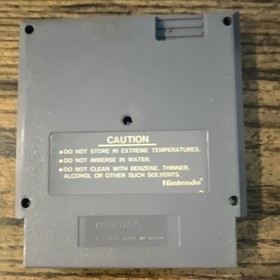 CAUTION
●DO NOT STORE IN EXTREME TEMPERATURES.
●DO NOT IMMERSE IN WATER.
●DO NOT CLEAN WITH BENZENE, THINNER,
ALCOHOL OR OTHER SUCH SOLVENTS.
Nintendo®
Nintendo